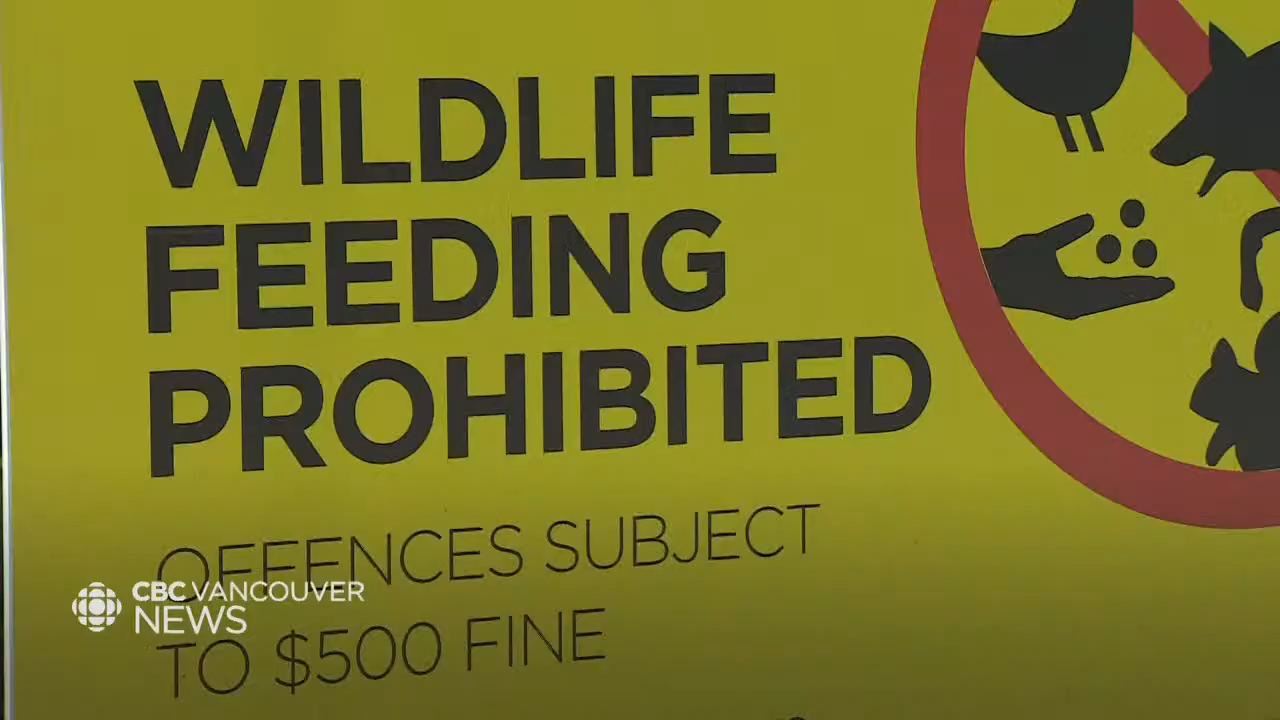 WILDLIFE
FEEDING
PROHIBITED
OFFENCES SUBJECT
TO $500 FINE
CBC VANCOUVER
NEWS